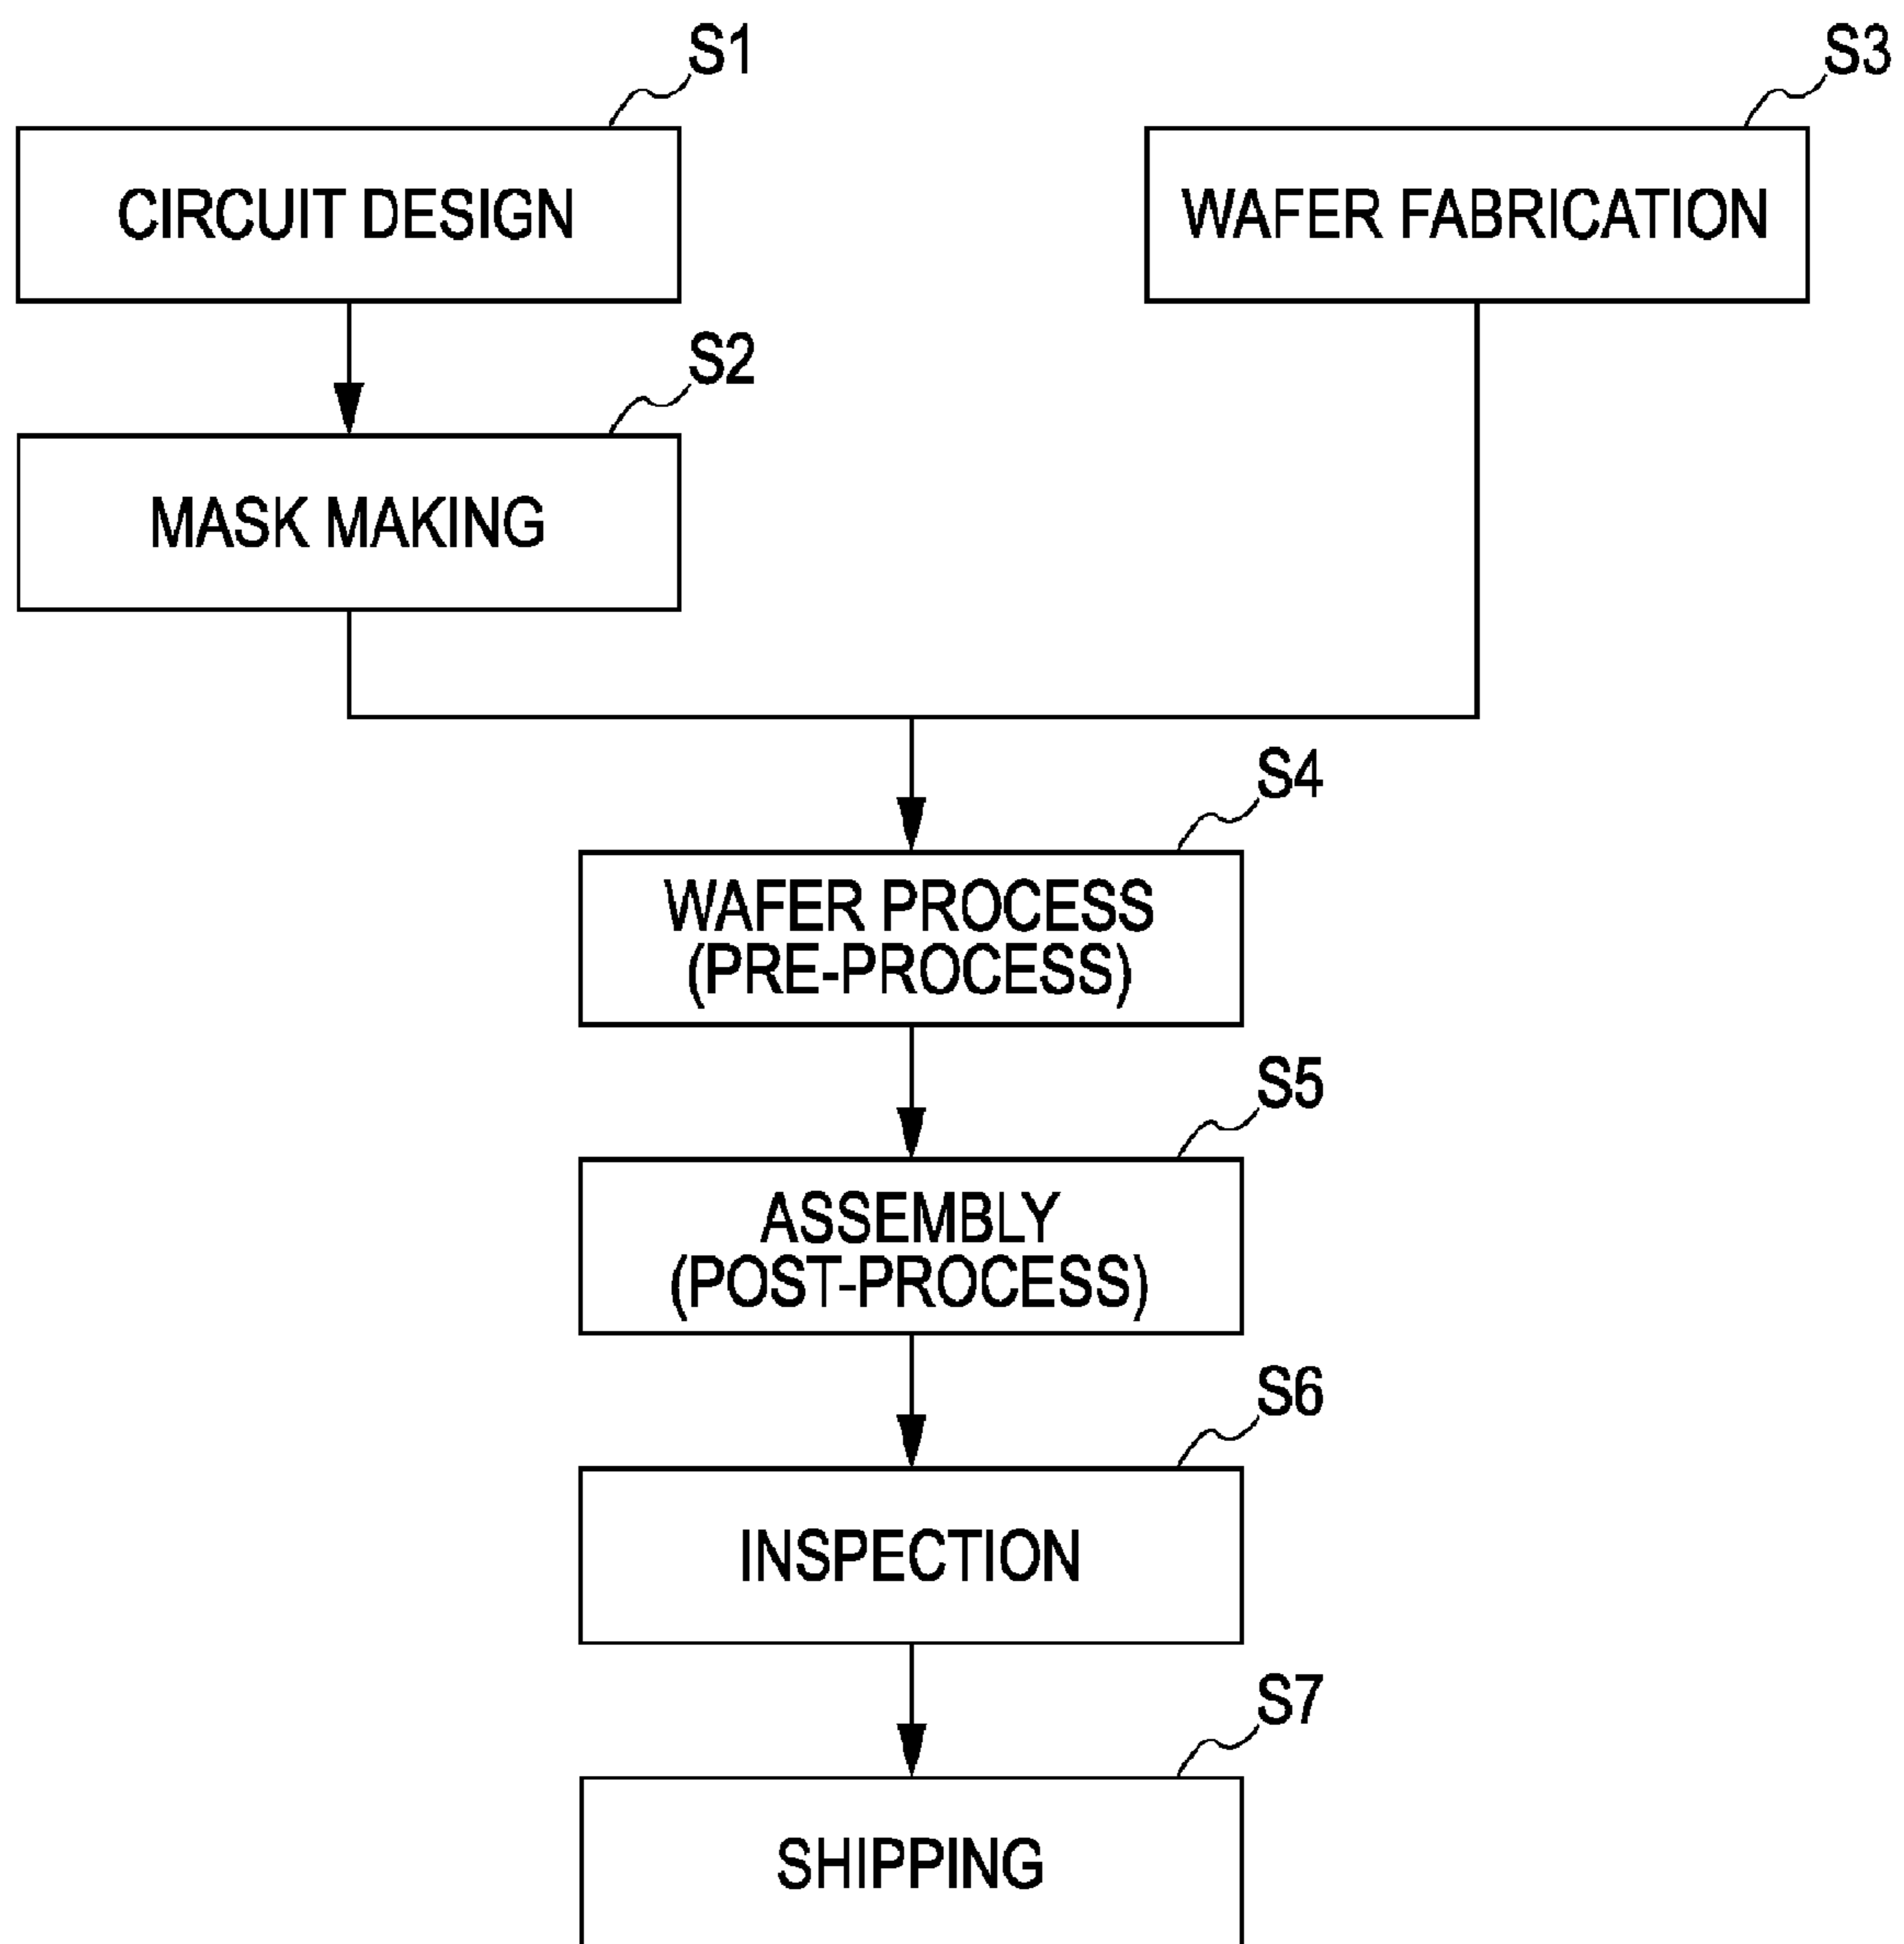 S1
CIRCUIT DESIGN
S3
WAFER FABRICATION
S2
MASK MAKING
S4
WAFER PROCESS
(PRE-PROCESS)
S5
ASSEMBLY
(POST-PROCESS)
S6
INSPECTION
S7
SHIPPING